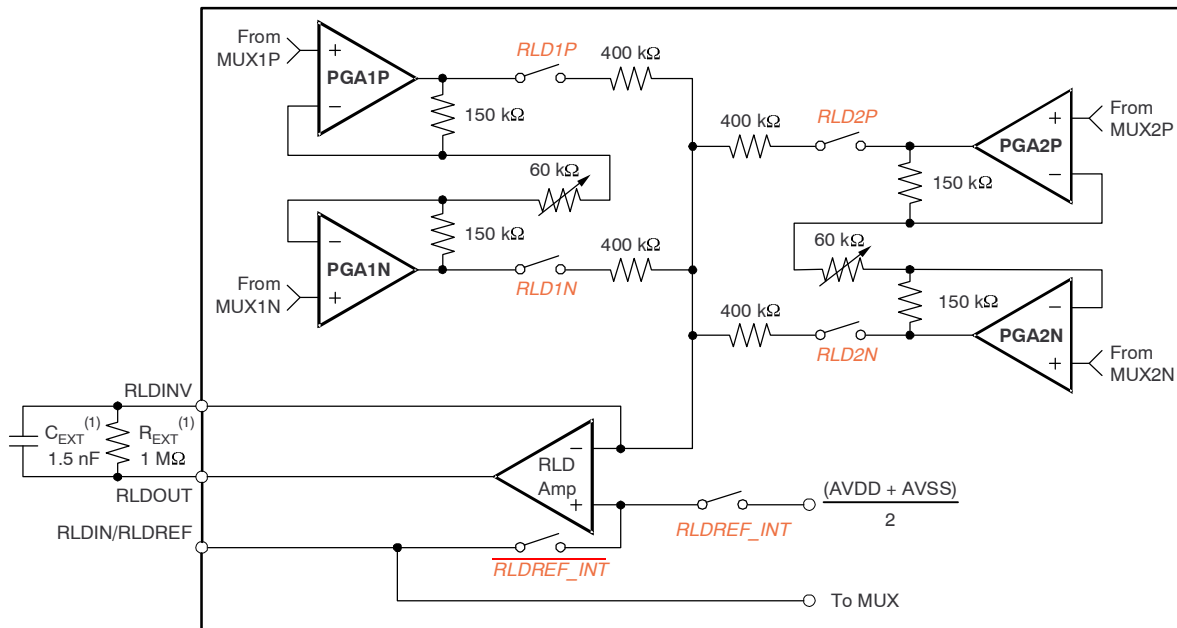 From
MUX1P
+
PGA1P
−
RLD1P
400 kΩ
150 kΩ
60 kΩ
150 kΩ
−
PGA1N
+
From
MUX1N
RLD1N
400 kΩ
400 kΩ
RLD2P
+
PGA2P
−
From
MUX2P
150 kΩ
60 kΩ
150 kΩ
400 kΩ
RLD2N
−
PGA2N
+
From
MUX2N
RLDINV
C_EXT (1)
1.5 nF
R_EXT (1)
1 MΩ
RLDOUT
−
RLD
Amp
+
RLDIN/RLDREF
RLDREF_INT
RLDREF_INT
(AVDD + AVSS)
2
To MUX